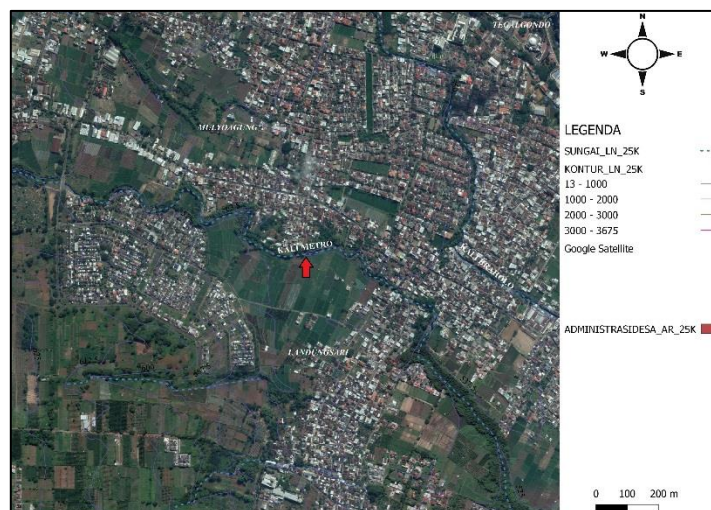 TEGALGONDO
MULYOAGUNG
KALI METRO
KALI BRAHOLO
LANDUNGSARI
N
W E
S
LEGENDA
SUNGAI_LN_25K
KONTUR_LN_25K
13 - 1000
1000 - 2000
2000 - 3000
3000 - 3675
Google Satellite
ADMINISTRASIDESA_AR_25K
0 100 200 m